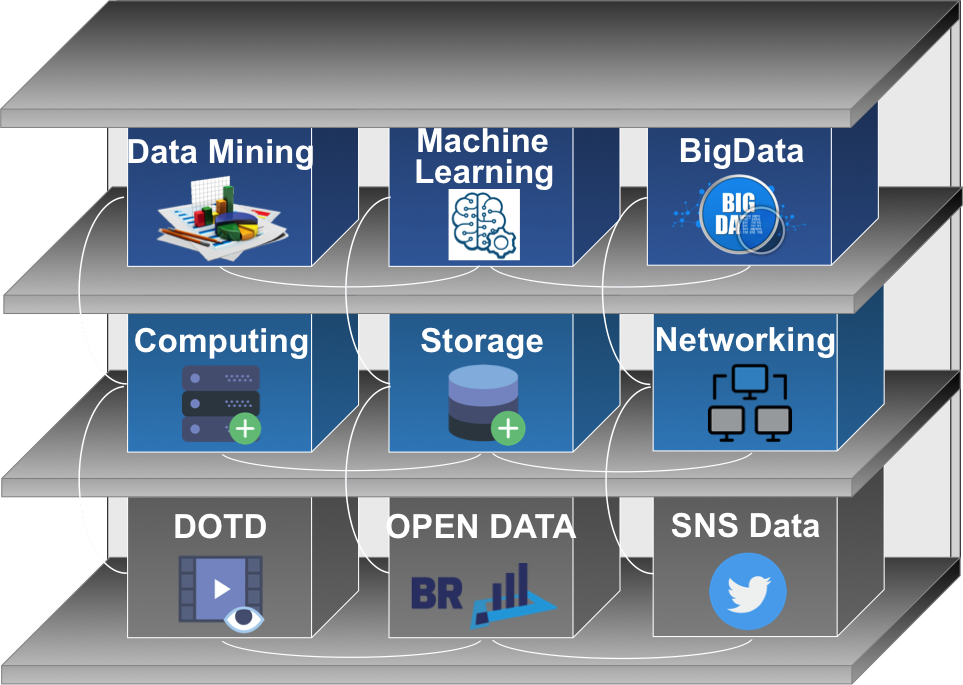 Data Mining
Machine
Learning
BigData
BIG
DATA
Computing
Storage
Networking
DOTD
OPEN DATA
SNS Data
BR